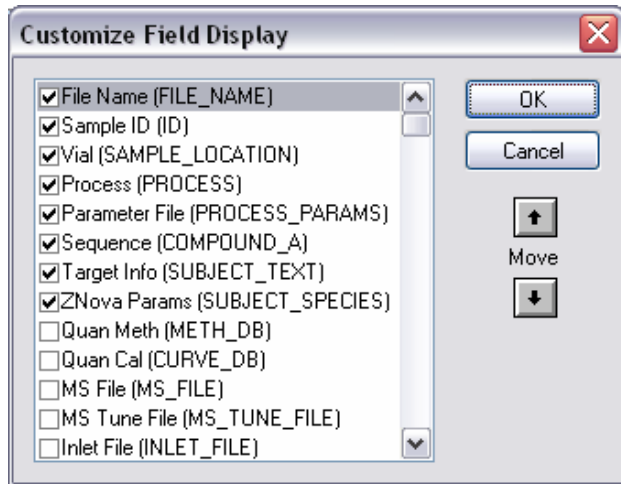 Customize Field Display
File Name (FILE_NAME)
Sample ID (ID)
Vial (SAMPLE_LOCATION)
Process (PROCESS)
Parameter File (PROCESS_PARAMS)
Sequence (COMPOUND_A)
Target Info (SUBJECT_TEXT)
ZNova Params (SUBJECT_SPECIES)
Quan Meth (METH_DB)
Quan Cal (CURVE_DB)
MS File (MS_FILE)
MS Tune File (MS_TUNE_FILE)
Inlet File (INLET_FILE)
OK
Cancel
Move